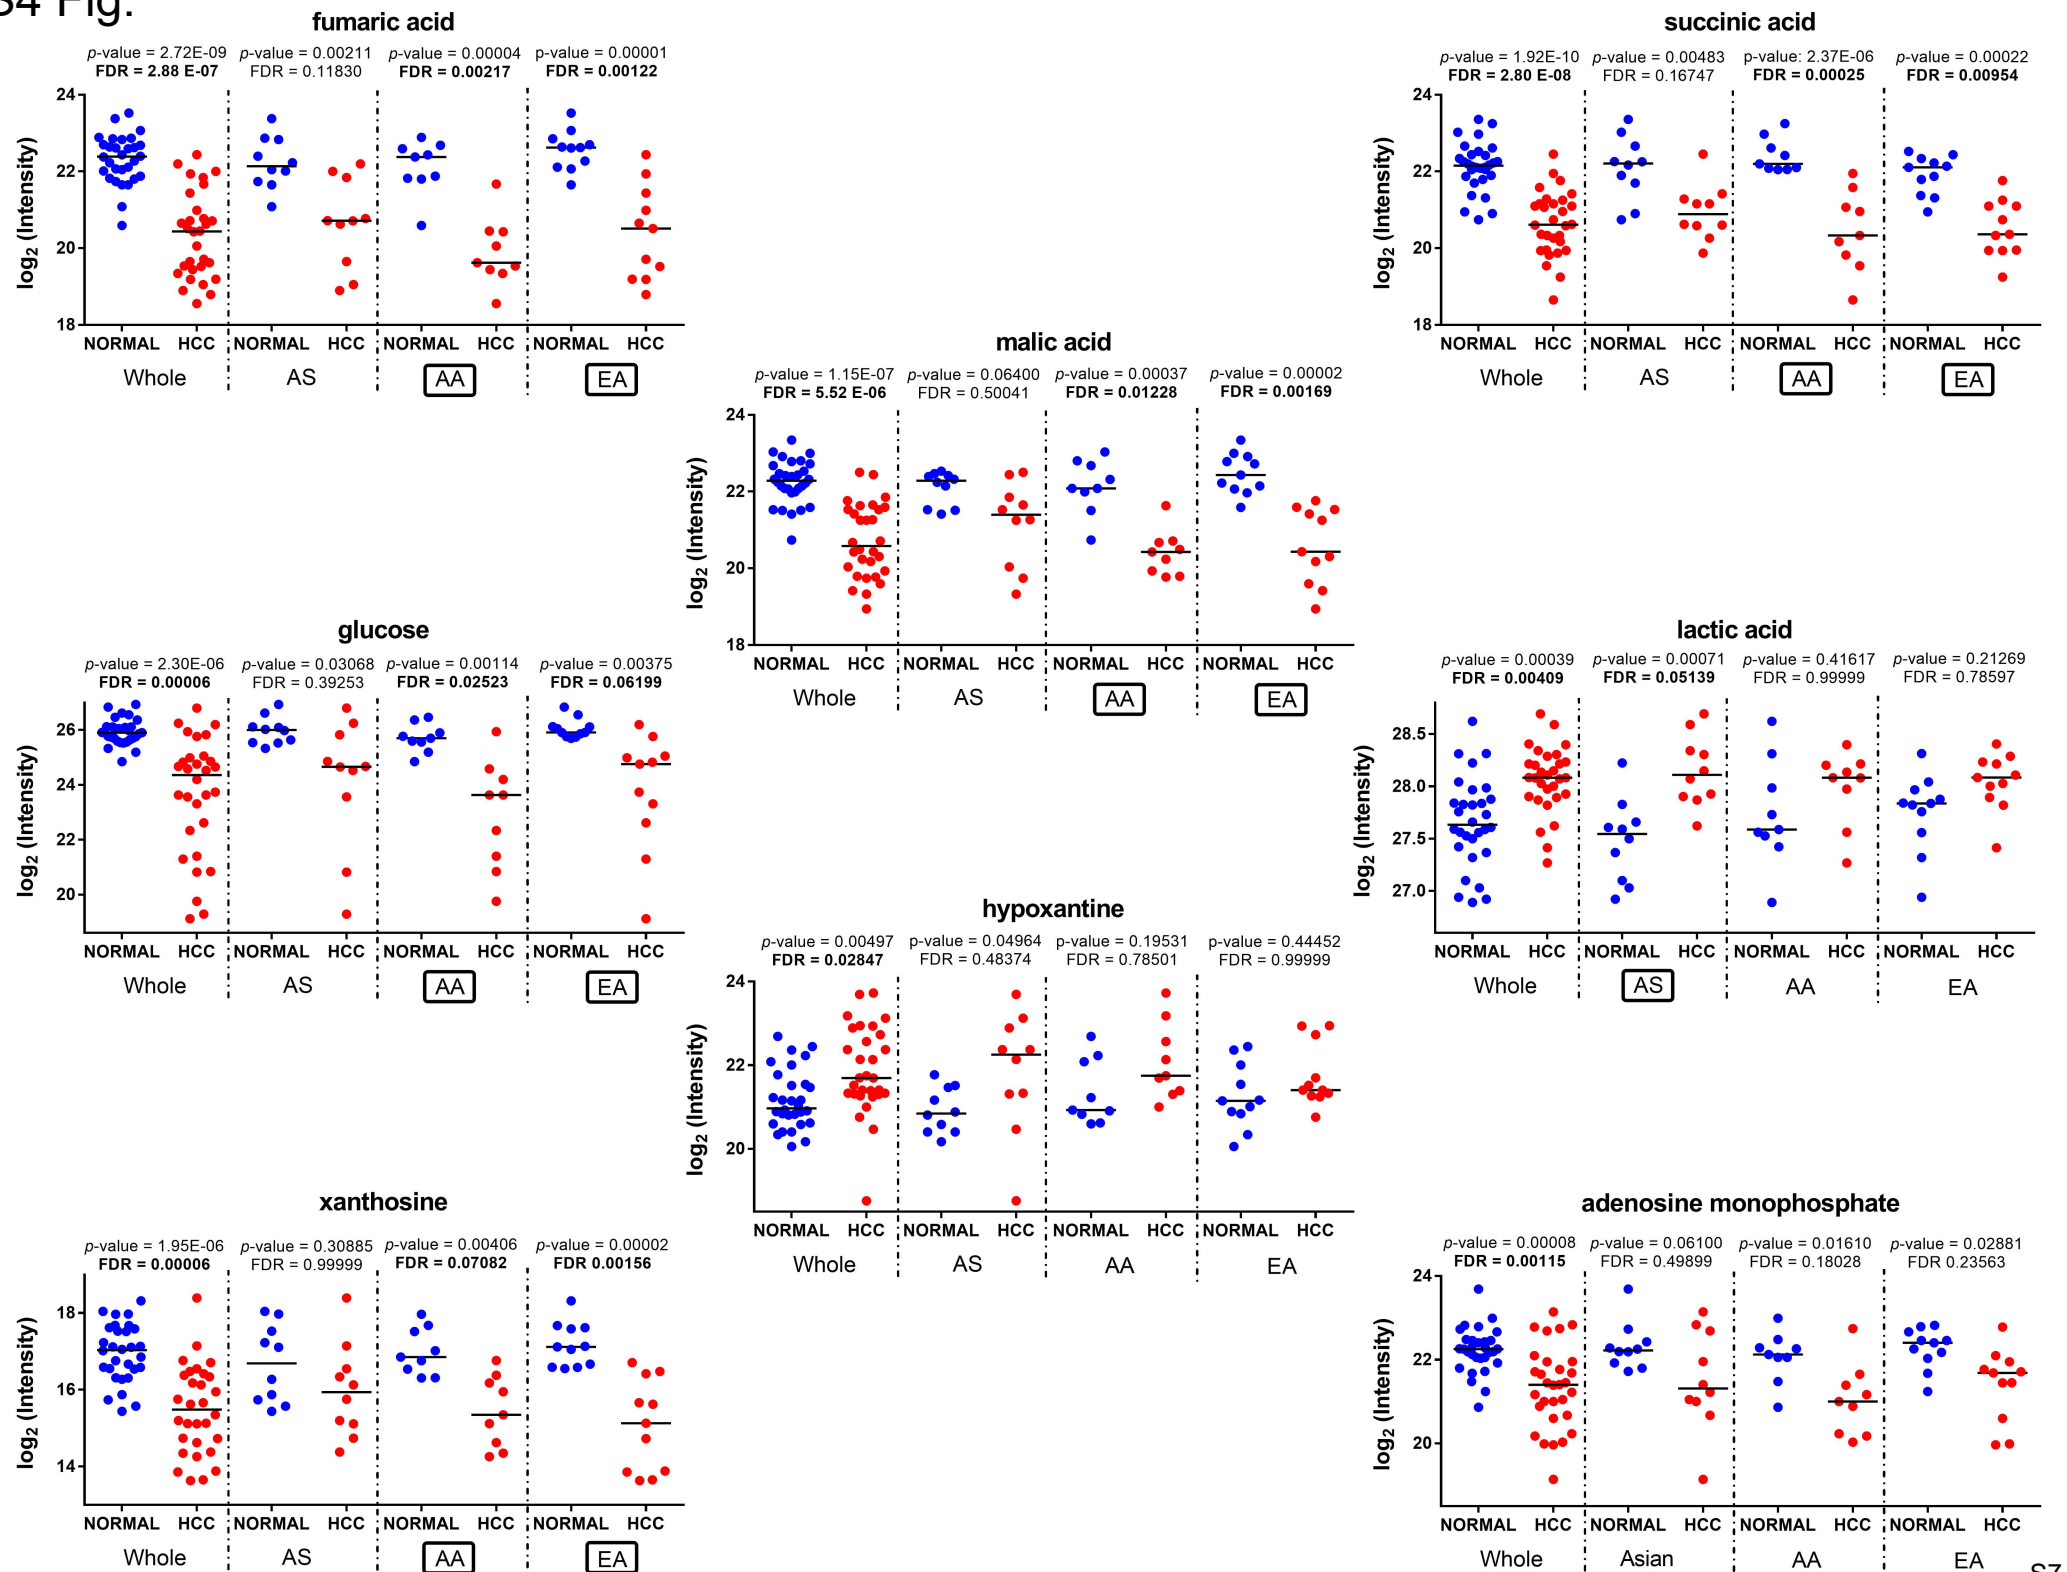 S4 Fig.
fumaric acid
p-value = 2.72E-09 p-value = 0.00211 p-value = 0.00004 p-value = 0.00001
FDR = 2.88 E-07 FDR = 0.11830 FDR = 0.00217 FDR = 0.00122
24
22
20
18
log2 (Intensity)
NORMAL HCC NORMAL HCC NORMAL HCC NORMAL HCC
Whole AS AA EA
succinic acid
p-value = 1.92E-10 p-value = 0.00483 p-value: 2.37E-06 p-value = 0.00022
FDR = 2.80 E-08 FDR = 0.16747 FDR = 0.00025 FDR = 0.00954
24
22
20
18
log2 (Intensity)
NORMAL HCC NORMAL HCC NORMAL HCC NORMAL HCC
Whole AS AA EA
malic acid
p-value = 1.15E-07 p-value = 0.06400 p-value = 0.00037 p-value = 0.00002
FDR = 5.52 E-06 FDR = 0.50041 FDR = 0.01228 FDR = 0.00169
24
22
20
18
log2 (Intensity)
NORMAL HCC NORMAL HCC NORMAL HCC NORMAL HCC
Whole AS AA EA
glucose
p-value = 2.30E-06 p-value = 0.03068 p-value = 0.00114 p-value = 0.00375
FDR = 0.00006 FDR = 0.39253 FDR = 0.02523 FDR = 0.06199
26
24
22
20
log2 (Intensity)
NORMAL HCC NORMAL HCC NORMAL HCC NORMAL HCC
Whole AS AA EA
lactic acid
p-value = 0.00039 p-value = 0.00071 p-value = 0.41617 p-value = 0.21269
FDR = 0.00409 FDR = 0.05139 FDR = 0.99999 FDR = 0.78597
28.5
28.0
27.5
27.0
log2 (Intensity)
NORMAL HCC NORMAL HCC NORMAL HCC NORMAL HCC
Whole AS AA EA
hypoxantine
p-value = 0.00497 p-value = 0.04964 p-value = 0.19531 p-value = 0.44452
FDR = 0.02847 FDR = 0.48374 FDR = 0.78501 FDR = 0.99999
24
22
20
log2 (Intensity)
NORMAL HCC NORMAL HCC NORMAL HCC NORMAL HCC
Whole AS AA EA
xanthosine
p-value = 1.95E-06 p-value = 0.30885 p-value = 0.00406 p-value = 0.00002
FDR = 0.00006 FDR = 0.99999 FDR = 0.07082 FDR 0.00156
18
16
14
log2 (Intensity)
NORMAL HCC NORMAL HCC NORMAL HCC NORMAL HCC
Whole AS AA EA
adenosine monophosphate
p-value = 0.00008 p-value = 0.06100 p-value = 0.01610 p-value = 0.02881
FDR = 0.00115 FDR = 0.49899 FDR = 0.18028 FDR 0.23563
24
22
20
log2 (Intensity)
NORMAL HCC NORMAL HCC NORMAL HCC NORMAL HCC
Whole Asian AA EA